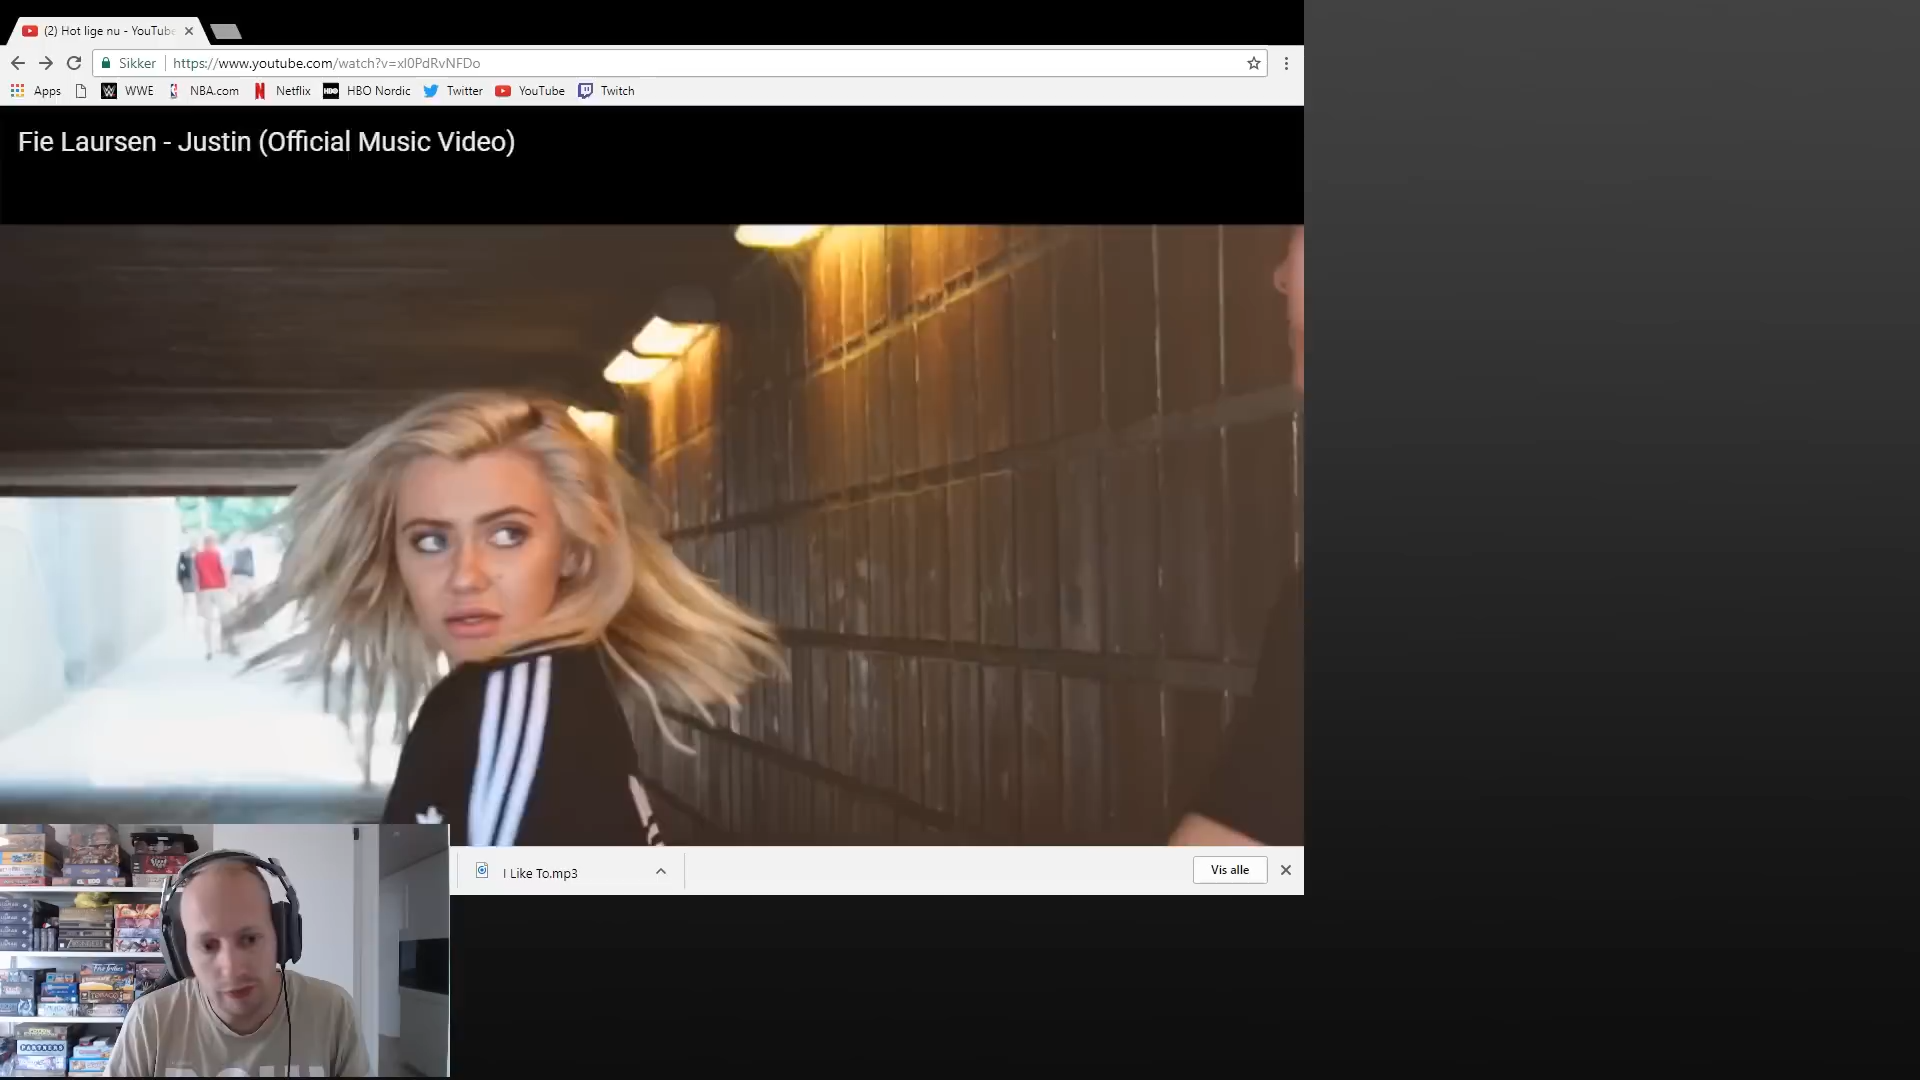 (2) Hot lige nu - YouTube
Sikker
https://www.youtube.com/watch?v=xl0PdRvNFDo
Apps
WWE
NBA.com
Netflix
HBO Nordic
Twitter
YouTube
Twitch
Fie Laursen - Justin (Official Music Video)
I Like To.mp3
Vis alle
PARTNERS